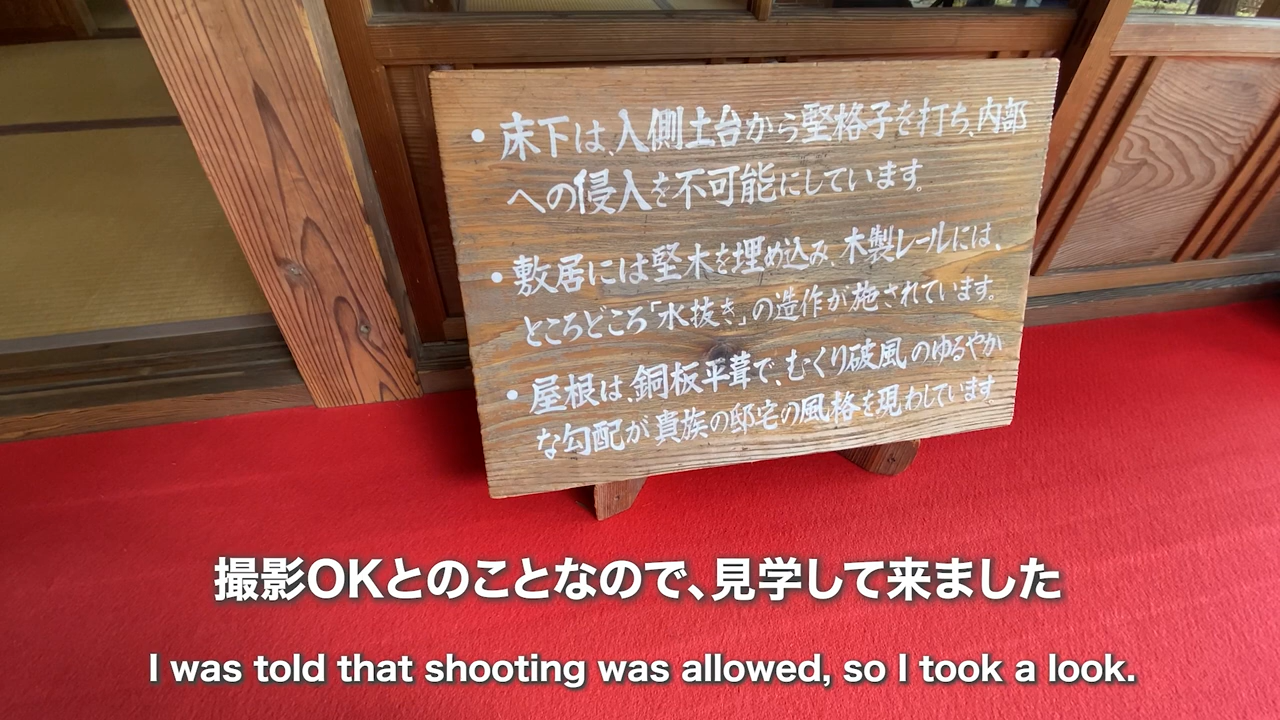 • 床下は、入側土台から堅格子を打ち、内部
への侵入を不可能にしています。
• 敷居には堅木を埋め込み、木製レールには、
ところどころ「水抜き」の造作が施されています。
• 屋根は、銅板平葺で、むくり破風のゆるやか
な勾配が貴族の邸宅の風格を現わしています
撮影OKとのことなので、見学して来ました
I was told that shooting was allowed, so I took a look.